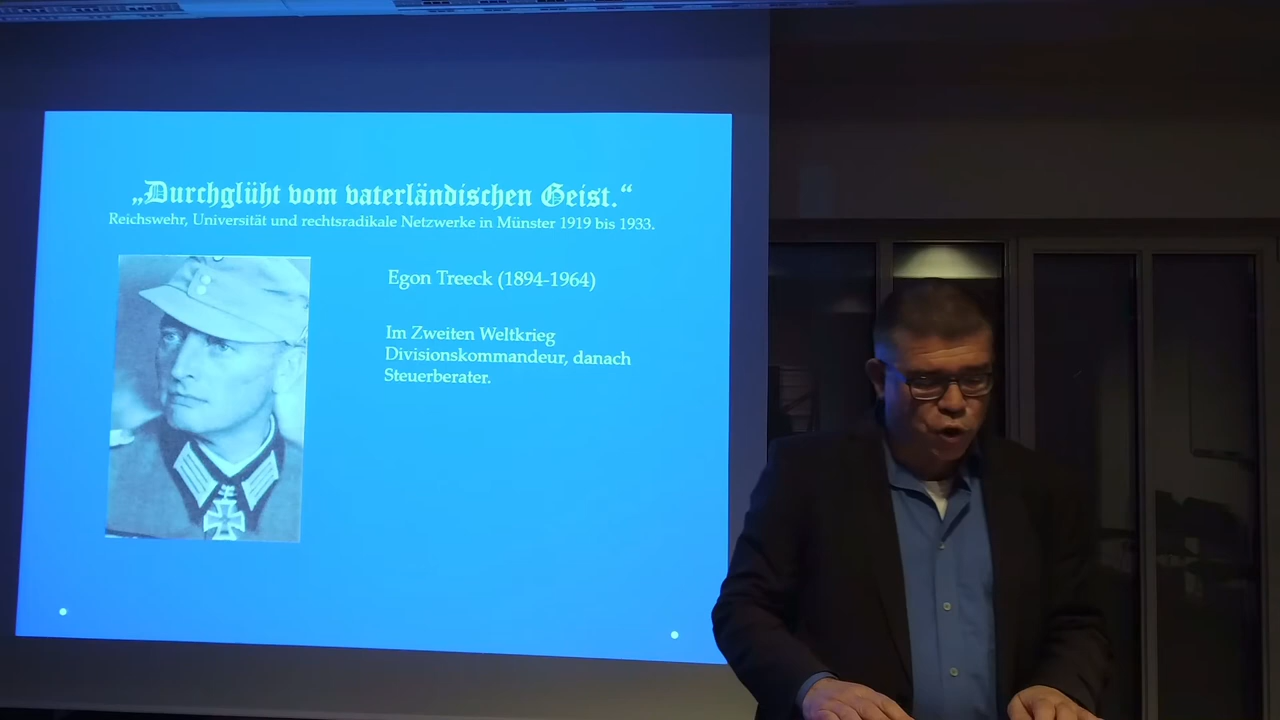 „Durchglüht vom vaterländischen Geist.“
Reichswehr, Universität und rechtsradikale Netzwerke in Münster 1919 bis 1933.
Egon Treeck (1894-1964)
Im Zweiten Weltkrieg
Divisionskommandeur, danach
Steuerberater.